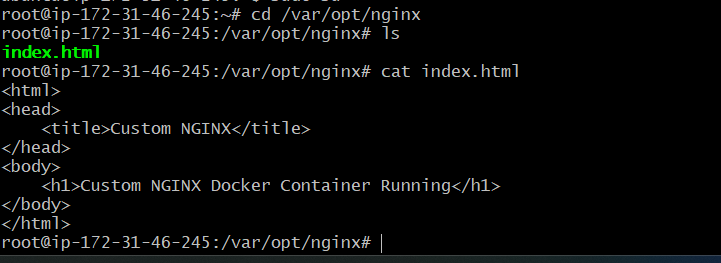 root@ip-172-31-46-245:~# cd /var/opt/nginx
root@ip-172-31-46-245:/var/opt/nginx# ls
index.html
root@ip-172-31-46-245:/var/opt/nginx# cat index.html
<html>
<head>
    <title>Custom NGINX</title>
</head>
<body>
    <h1>Custom NGINX Docker Container Running</h1>
</body>
</html>
root@ip-172-31-46-245:/var/opt/nginx#